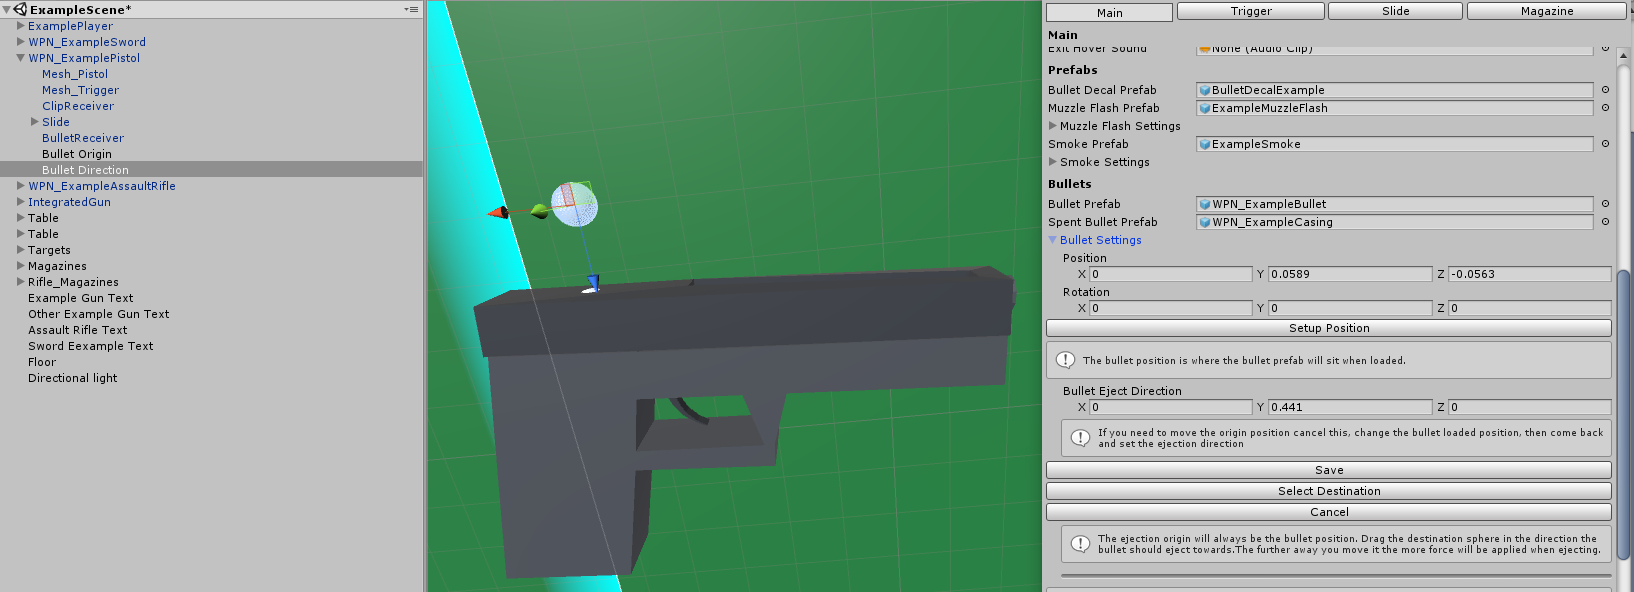 ExampleScene*
ExamplePlayer
WPN_ExampleSword
WPN_ExamplePistol
Mesh_Pistol
Mesh_Trigger
ClipReceiver
Slide
BulletReceiver
Bullet Origin
Bullet Direction
WPN_ExampleAssaultRifle
IntegratedGun
Table
Table
Targets
Magazines
Rifle_Magazines
Example Gun Text
Other Example Gun Text
Assault Rifle Text
Sword Eexample Text
Floor
Directional light
Main Trigger Slide Magazine
Main
Exit Hover Sound None (Audio Clip)
Prefabs
Bullet Decal Prefab BulletDecalExample
Muzzle Flash Prefab ExampleMuzzleFlash
Muzzle Flash Settings
Smoke Prefab ExampleSmoke
Smoke Settings
Bullets
Bullet Prefab WPN_ExampleBullet
Spent Bullet Prefab WPN_ExampleCasing
Bullet Settings
Position
X 0 Y 0.0589 Z -0.0563
Rotation
X 0 Y 0 Z 0
Setup Position
The bullet position is where the bullet prefab will sit when loaded.
Bullet Eject Direction
X 0 Y 0.441 Z 0
If you need to move the origin position cancel this, change the bullet loaded position, then come back
and set the ejection direction
Save
Select Destination
Cancel
The ejection origin will always be the bullet position. Drag the destination sphere in the direction the
bullet should eject towards.The further away you move it the more force will be applied when ejecting.